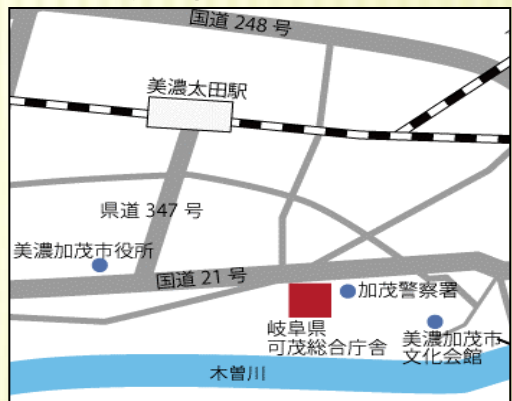 国道 248 号
美濃太田駅
県道 347 号
美濃加茂市役所
国道 21 号
加茂警察署
岐阜県
可茂総合庁舎
美濃加茂市
文化会館
木曽川